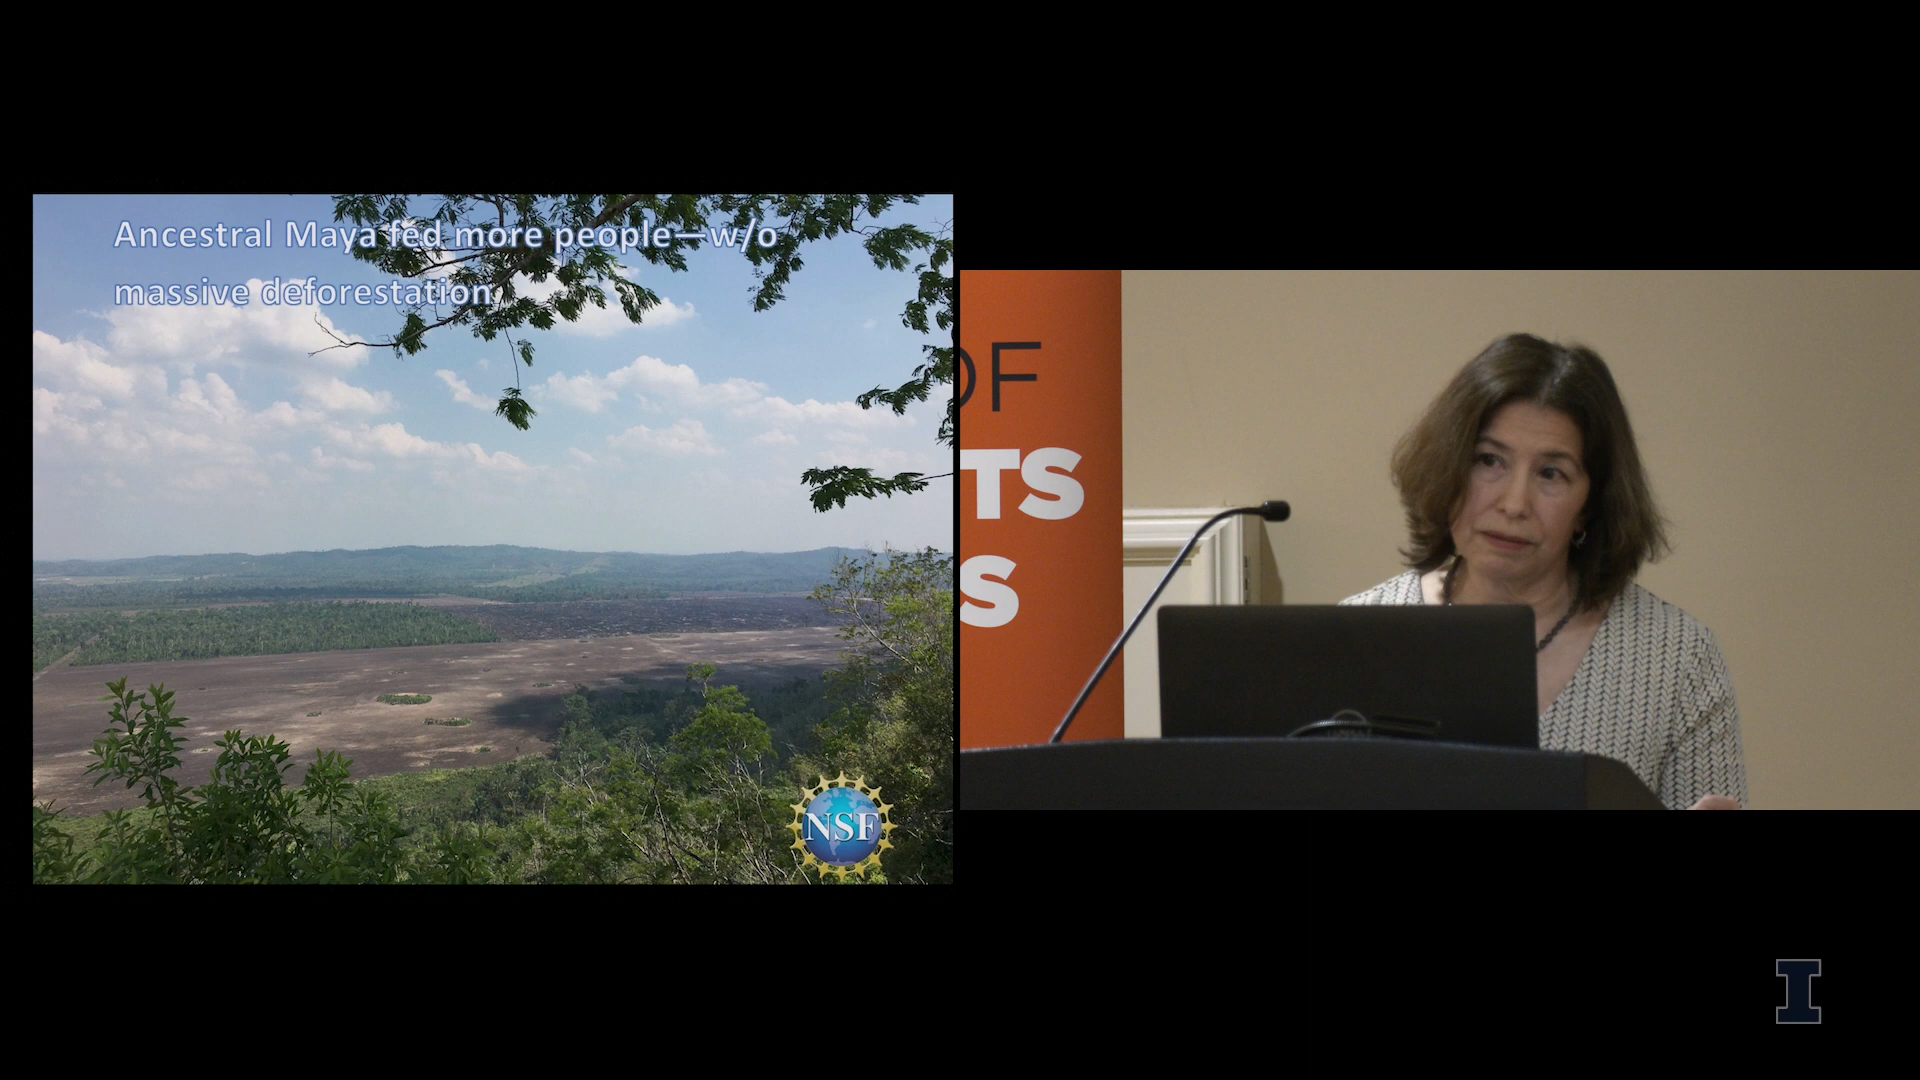 Ancestral Maya fed more people—w/o
massive deforestation
NSF
OF
TS
S
I